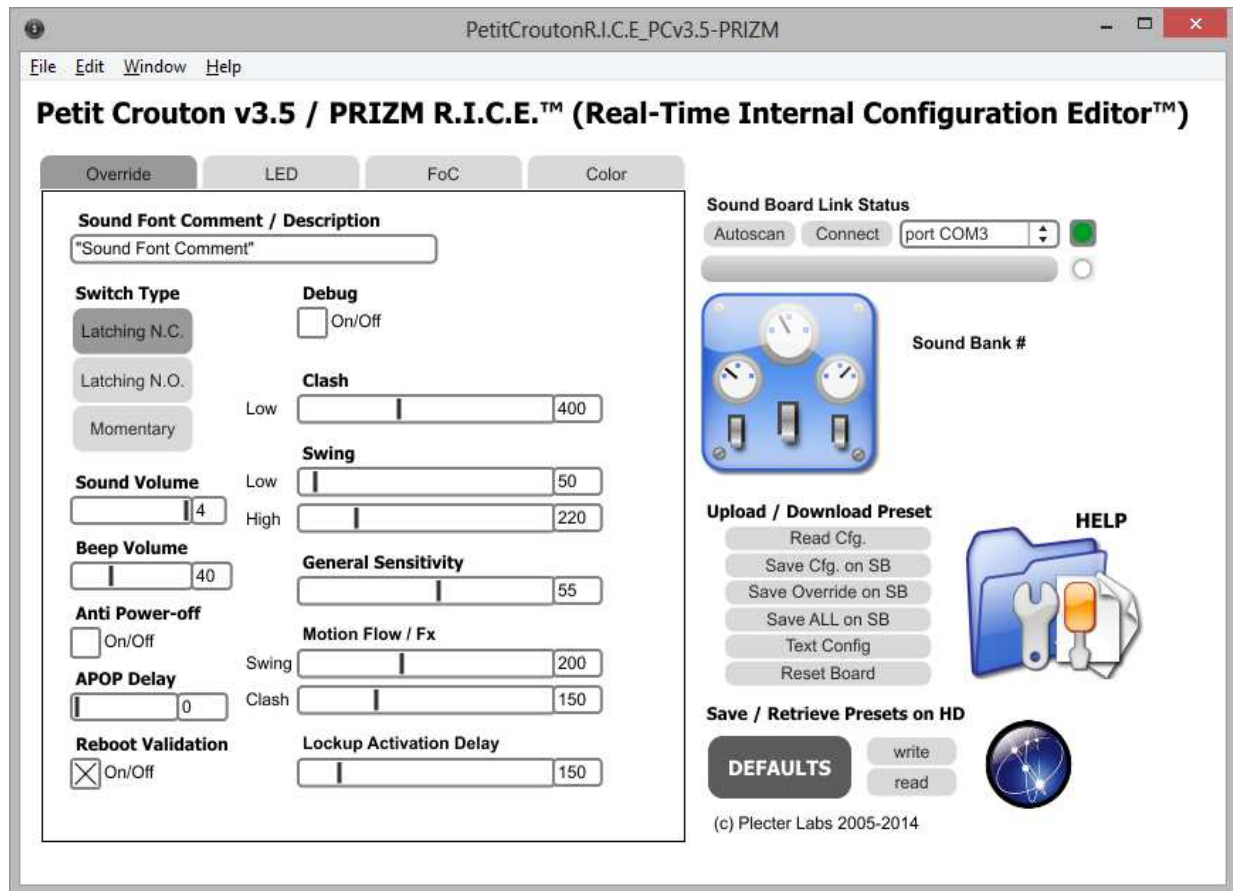 PetitCroutonR.I.C.E_PCv3.5-PRIZM
File Edit Window Help
Petit Crouton v3.5 / PRIZM R.I.C.E.™ (Real-Time Internal Configuration Editor™)
Override LED FoC Color
Sound Font Comment / Description
"Sound Font Comment"
Switch Type
Latching N.C.
Latching N.O.
Momentary
Sound Volume
4
Beep Volume
40
Anti Power-off
On/Off
APOP Delay
0
Reboot Validation
On/Off
Debug
On/Off
Clash
Low 400
Swing
Low 50
High 220
General Sensitivity
55
Motion Flow / Fx
Swing 200
Clash 150
Lockup Activation Delay
150
Sound Board Link Status
Autoscan Connect port COM3
Sound Bank #
Upload / Download Preset
Read Cfg.
Save Cfg. on SB
Save Override on SB
Save ALL on SB
Text Config
Reset Board
HELP
Save / Retrieve Presets on HD
DEFAULTS
write
read
(c) Plecter Labs 2005-2014